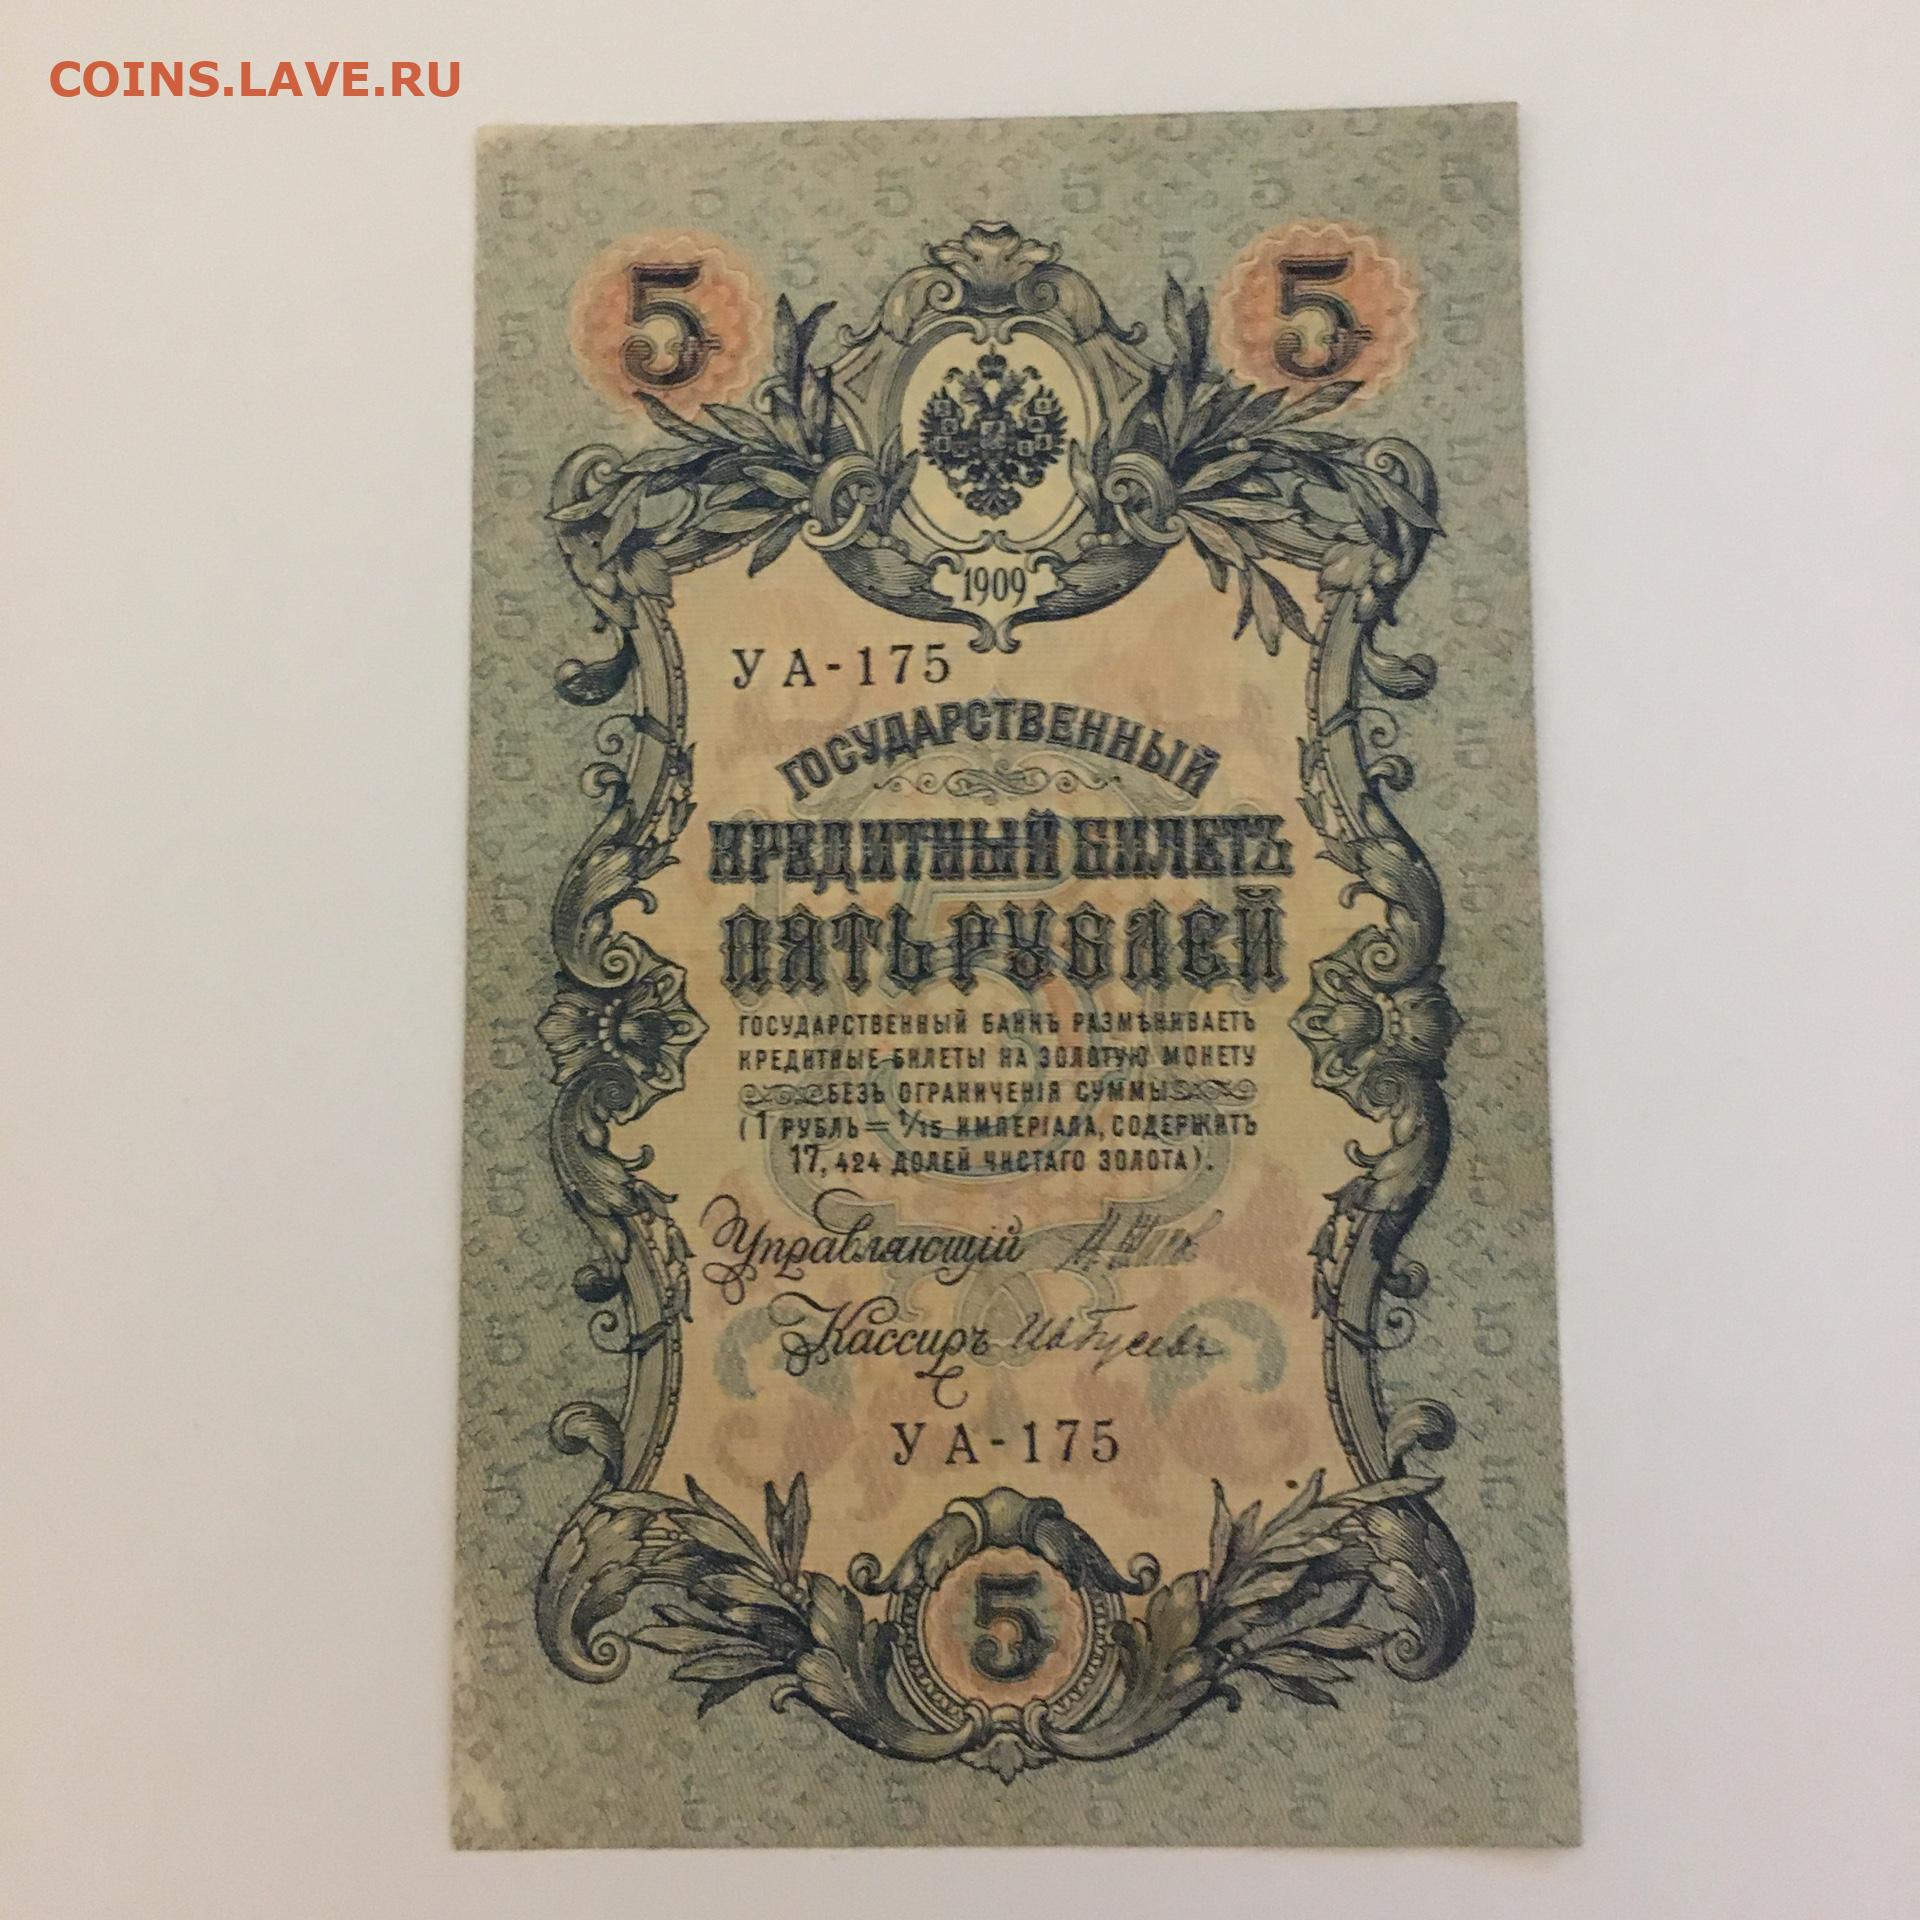 COINS.LAVE.RU
5 5
1909
УА-175
ГОСУДАРСТВЕННЫЙ
КРЕДИТНЫЙ БИЛЕТЪ
ПЯТЬ РУБЛЕЙ
ГОСУДАРСТВЕННЫЙ БАНКЪ РАЗМѢНИВАЕТЪ
КРЕДИТНЫЕ БИЛЕТЫ НА ЗОЛОТУЮ МОНЕТУ
БЕЗЪ ОГРАНИЧЕНІЯ СУММЫ
(1 РУБЛЬ = 1/15 ИМПЕРІАЛА, СОДЕРЖИТЪ
17,424 ДОЛЕЙ ЧИСТАГО ЗОЛОТА).
Управляющій
Кассиръ
УА-175
5